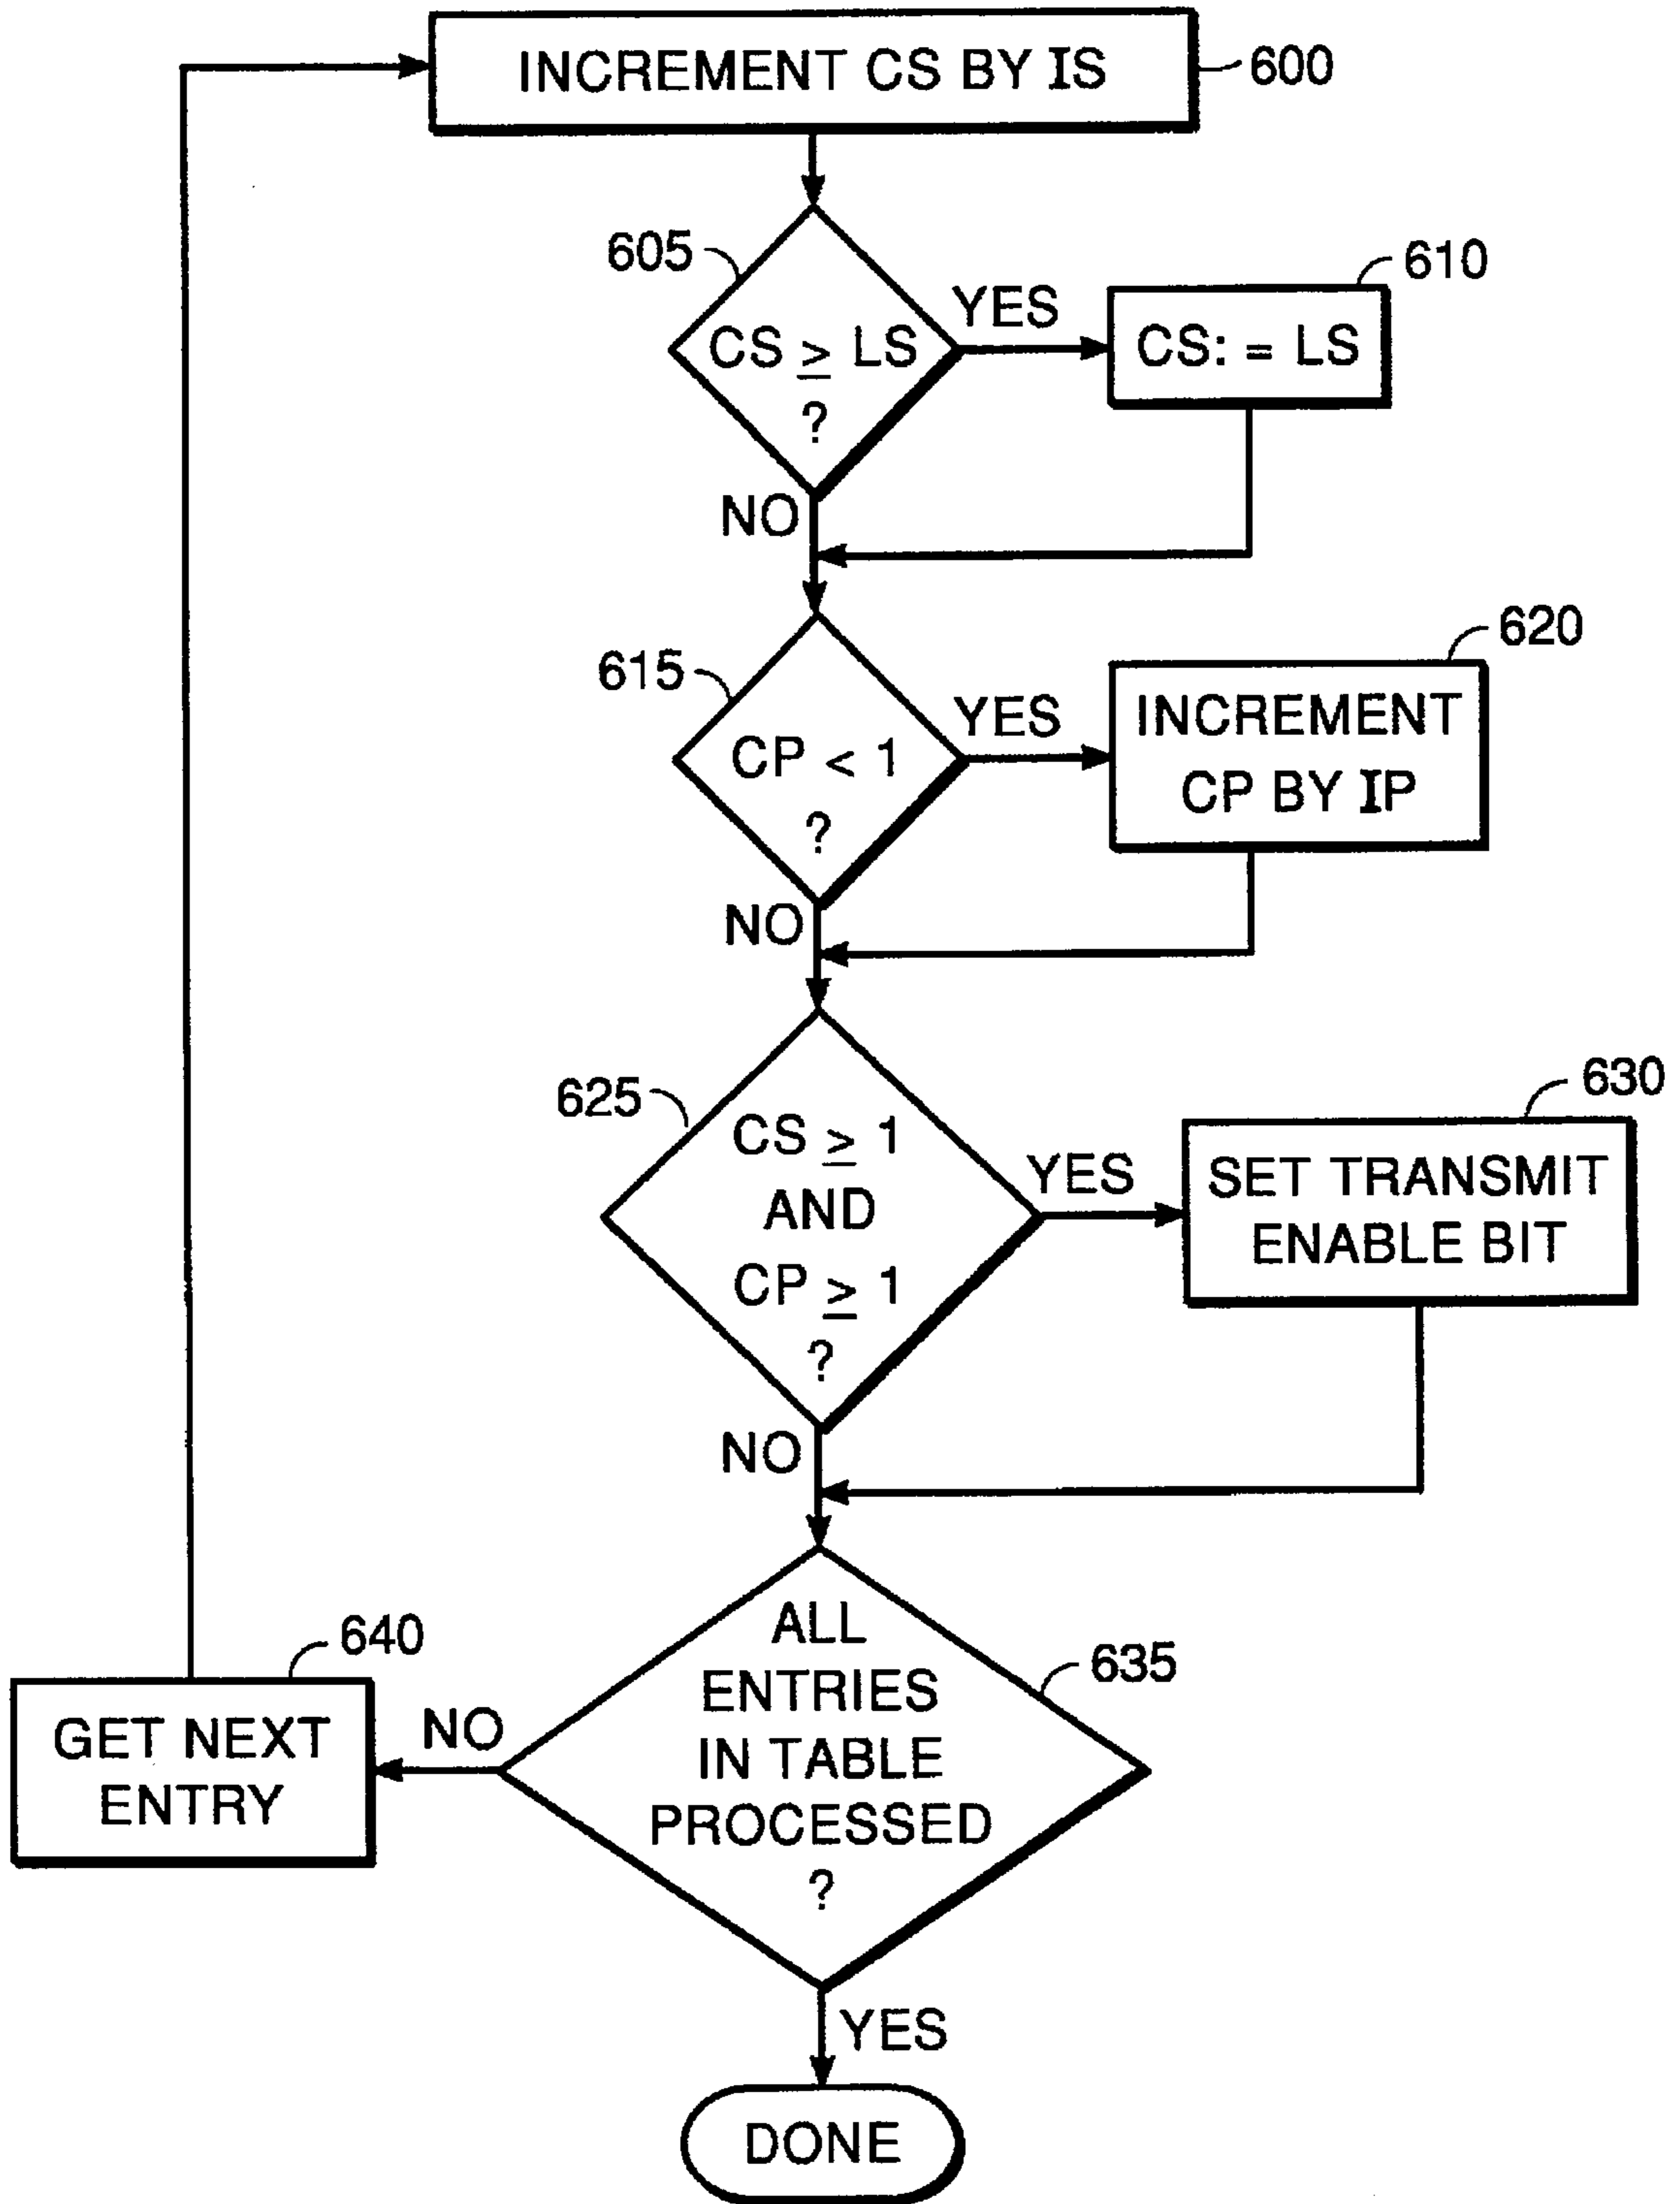 INCREMENT CS BY IS
600
605
CS ≥ LS
?
YES
610
CS: = LS
NO
615
CP < 1
?
YES
620
INCREMENT
CP BY IP
NO
625
CS ≥ 1
AND
CP ≥ 1
?
YES
630
SET TRANSMIT
ENABLE BIT
NO
ALL
ENTRIES
IN TABLE
PROCESSED
?
635
NO
640
GET NEXT
ENTRY
YES
DONE